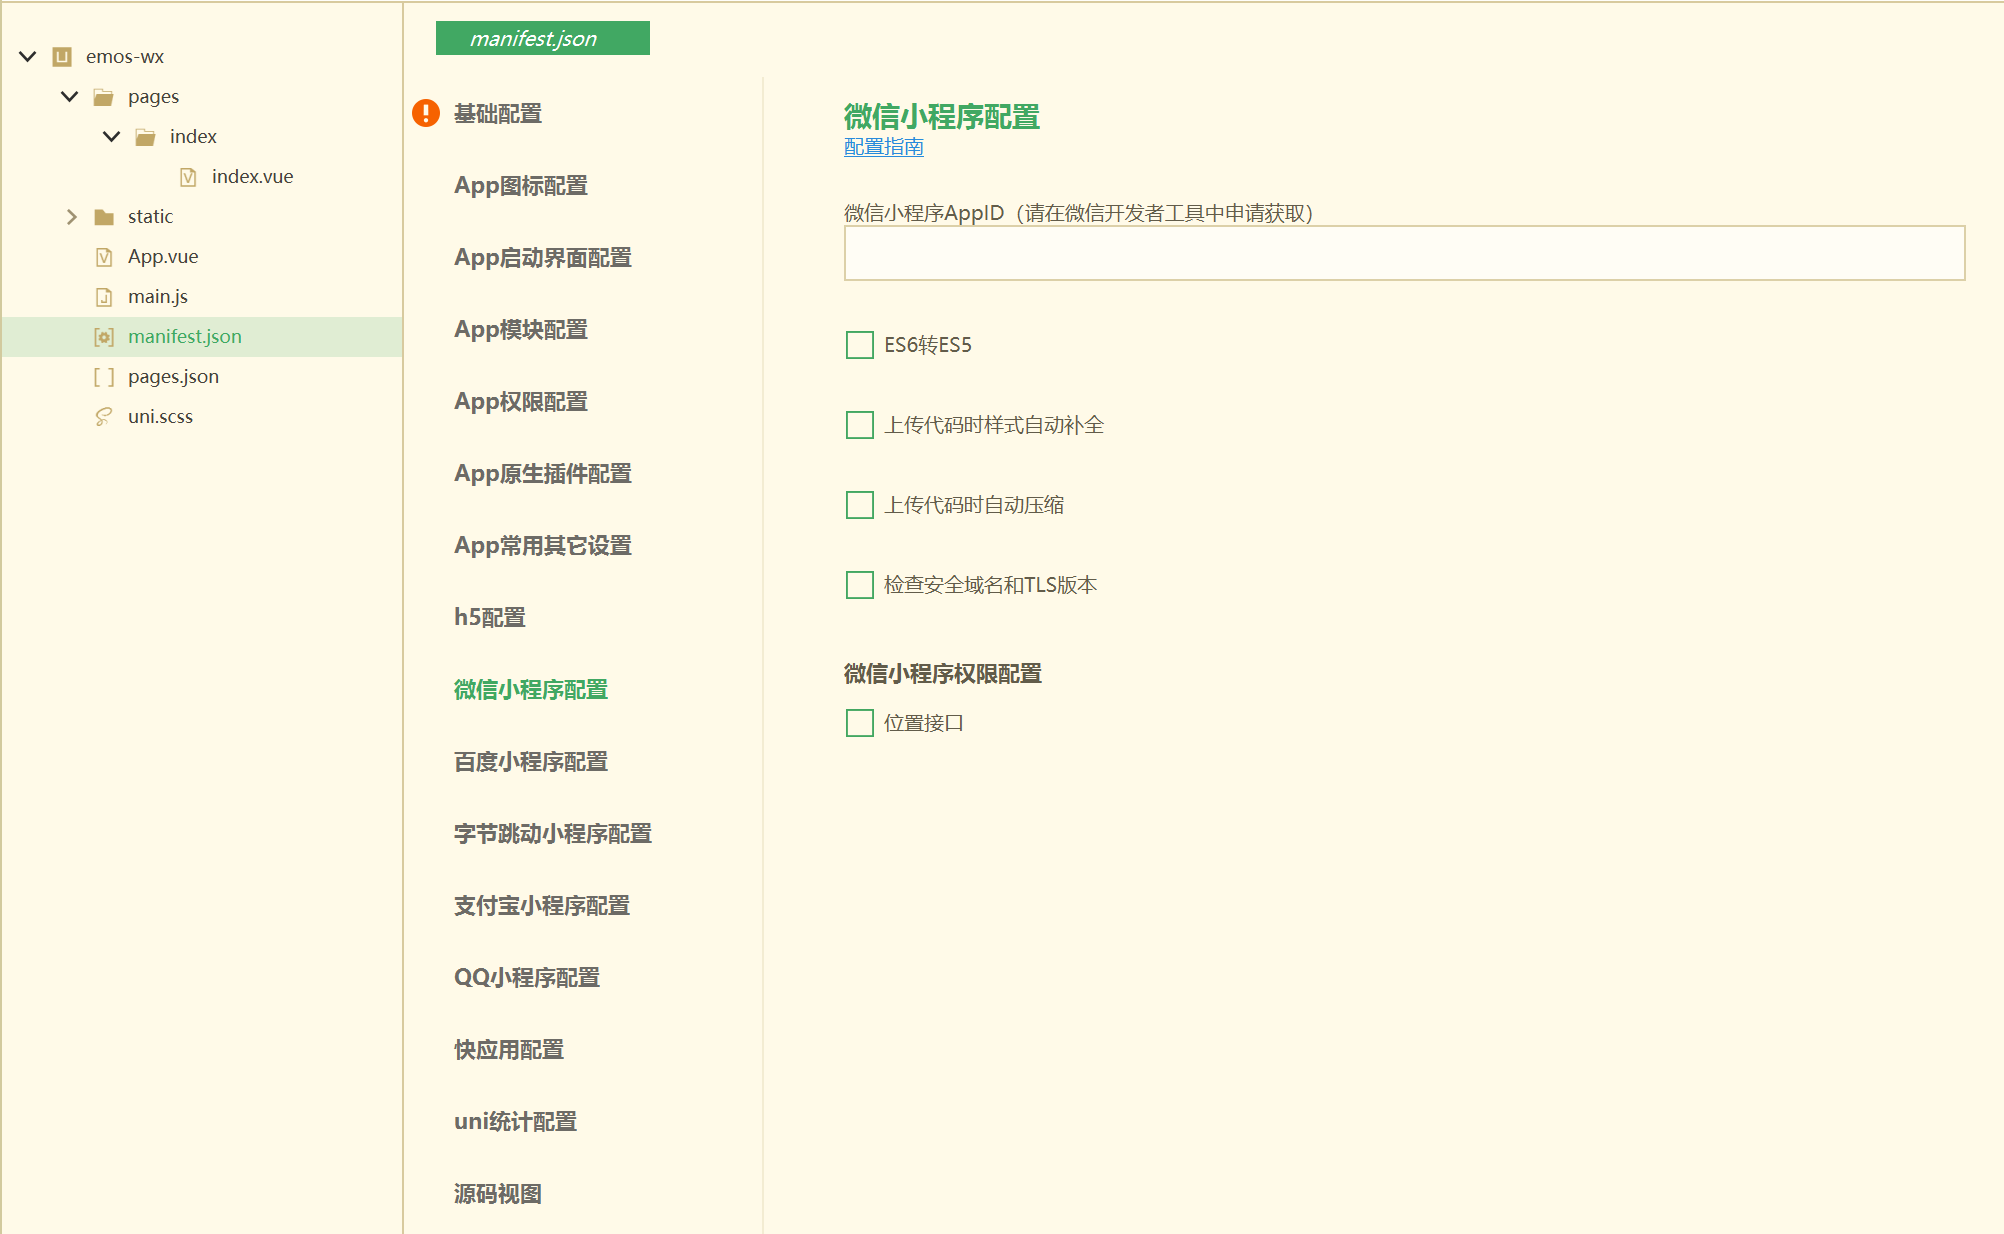 emos-wx
pages
index
index.vue
static
App.vue
main.js
manifest.json
pages.json
uni.scss
manifest.json
基础配置
App图标配置
App启动界面配置
App模块配置
App权限配置
App原生插件配置
App常用其它设置
h5配置
微信小程序配置
百度小程序配置
字节跳动小程序配置
支付宝小程序配置
QQ小程序配置
快应用配置
uni统计配置
源码视图
微信小程序配置
配置指南
微信小程序AppID（请在微信开发者工具中申请获取）
ES6转ES5
上传代码时样式自动补全
上传代码时自动压缩
检查安全域名和TLS版本
微信小程序权限配置
位置接口